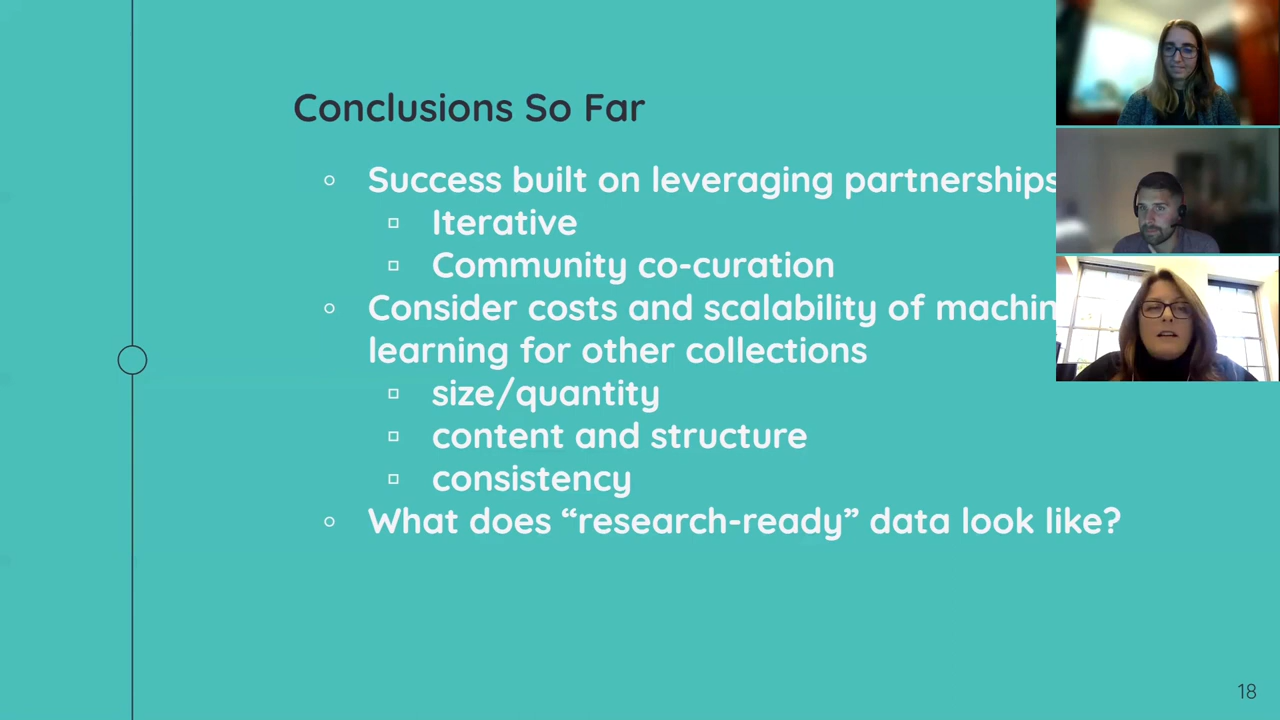 Conclusions So Far
Success built on leveraging partnerships
Iterative
Community co-curation
Consider costs and scalability of machin
learning for other collections
size/quantity
content and structure
consistency
What does “research-ready” data look like?
18